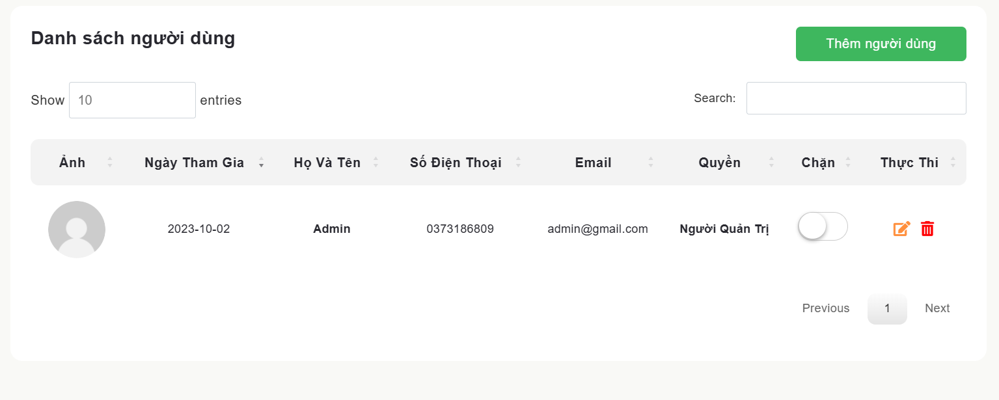 Danh sách người dùng
Thêm người dùng
Show 10 entries
Search:
Ảnh Ngày Tham Gia Họ Và Tên Số Điện Thoại Email Quyền Chặn Thực Thi
2023-10-02 Admin 0373186809 admin@gmail.com Người Quản Trị
Previous 1 Next